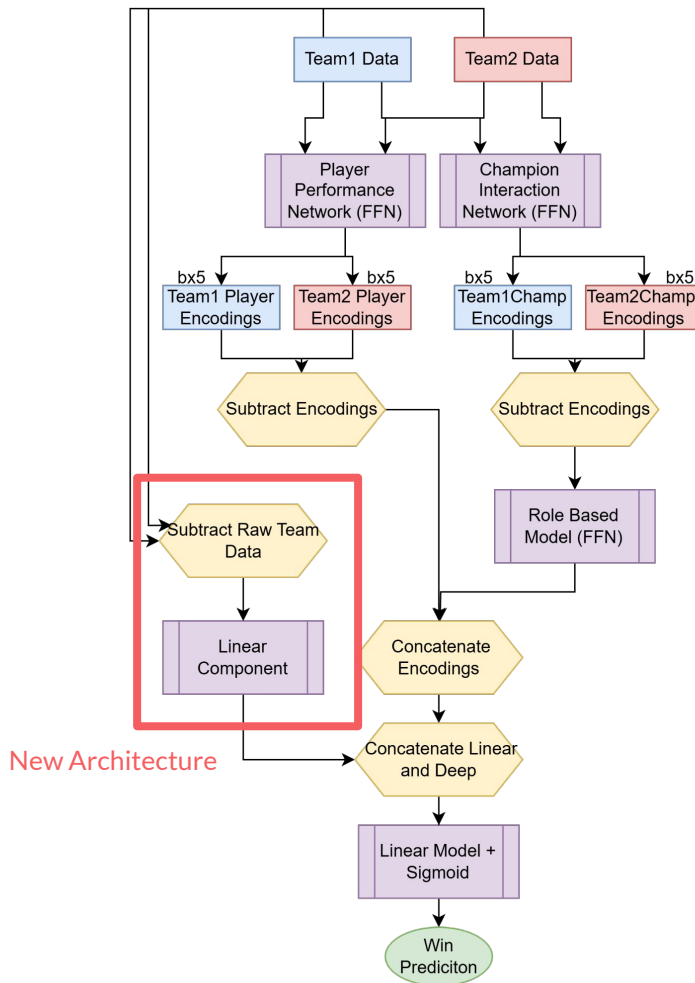 Team1 Data
Team2 Data
Player
Performance
Network (FFN)
Champion
Interaction
Network (FFN)
bx5
bx5
bx5
bx5
Team1 Player
Encodings
Team2 Player
Encodings
Team1Champ
Encodings
Team2Champ
Encodings
Subtract Encodings
Subtract Encodings
Subtract Raw Team
Data
Role Based
Model (FFN)
Linear
Component
Concatenate
Encodings
New Architecture
Concatenate Linear
and Deep
Linear Model +
Sigmoid
Win
Prediciton